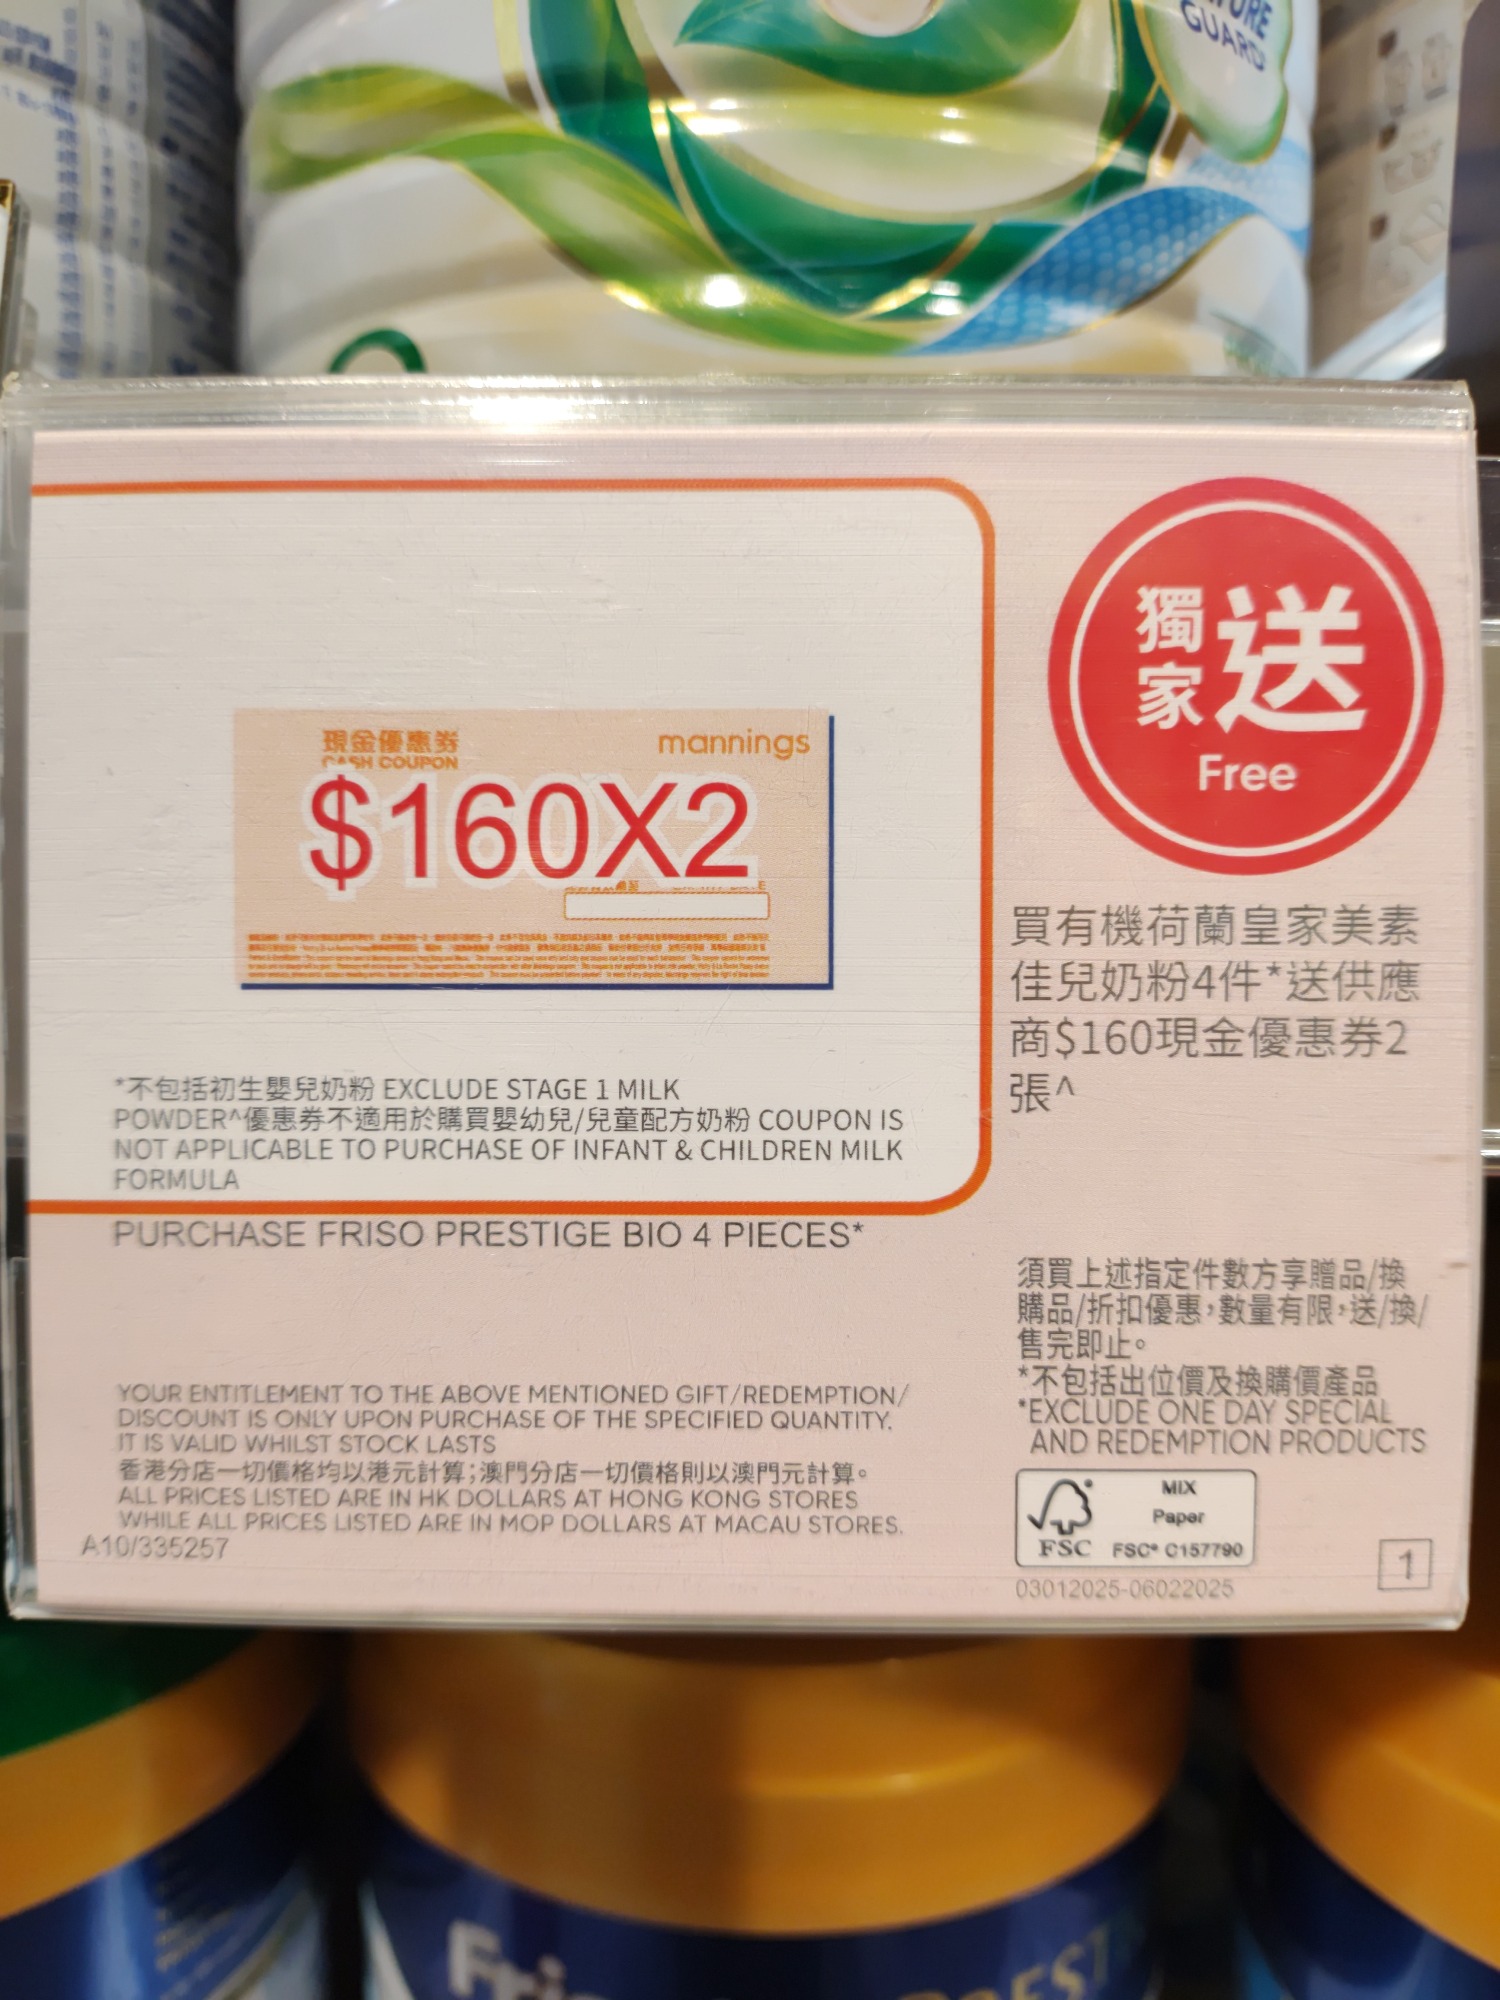 GUARD
獨家送
Free
現金優惠券
CASH COUPON
mannings
$160X2
買有機荷蘭皇家美素
佳兒奶粉4件*送供應
商$160現金優惠券2
張^
*不包括初生嬰兒奶粉 EXCLUDE STAGE 1 MILK
POWDER^優惠券不適用於購買嬰幼兒/兒童配方奶粉 COUPON IS
NOT APPLICABLE TO PURCHASE OF INFANT & CHILDREN MILK
FORMULA
PURCHASE FRISO PRESTIGE BIO 4 PIECES*
須買上述指定件數方享贈品/換
購品/折扣優惠,數量有限,送/換/
售完即止。
*不包括出位價及換購價產品
*EXCLUDE ONE DAY SPECIAL
AND REDEMPTION PRODUCTS
YOUR ENTITLEMENT TO THE ABOVE MENTIONED GIFT/REDEMPTION/
DISCOUNT IS ONLY UPON PURCHASE OF THE SPECIFIED QUANTITY.
IT IS VALID WHILST STOCK LASTS
香港分店一切價格均以港元計算;澳門分店一切價格則以澳門元計算。
ALL PRICES LISTED ARE IN HK DOLLARS AT HONG KONG STORES
WHILE ALL PRICES LISTED ARE IN MOP DOLLARS AT MACAU STORES.
A10/335257
MIX
Paper
FSC FSC® C157790
03012025-06022025
1